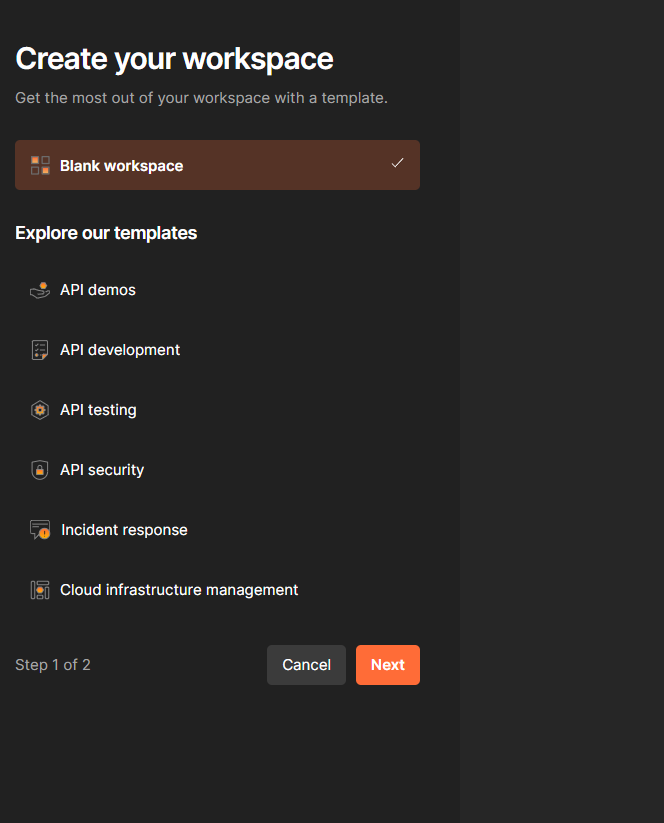 Create your workspace
Get the most out of your workspace with a template.
Blank workspace
Explore our templates
API demos
API development
API testing
API security
Incident response
Cloud infrastructure management
Step 1 of 2
Cancel
Next